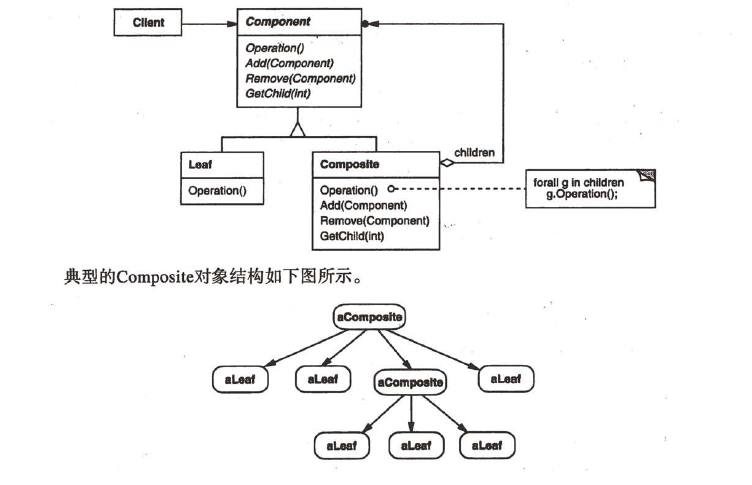 Client
Component
Operation()
Add(Component)
Remove(Component)
GetChild(int)
children
Leaf
Operation()
Composite
Operation()
Add(Component)
Remove(Component)
GetChild(int)
forall g in children
g.Operation();
典型的Composite对象结构如下图所示。
aComposite
aLeaf
aLeaf
aComposite
aLeaf
aLeaf
aLeaf
aLeaf